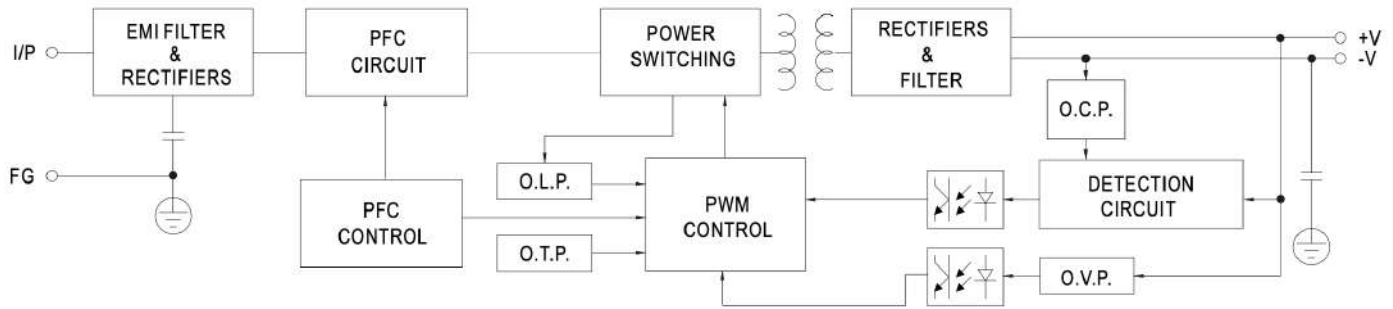 I/P
EMI FILTER
&
RECTIFIERS
PFC
CIRCUIT
POWER
SWITCHING
RECTIFIERS
&
FILTER
+V
-V
O.C.P.
FG
O.L.P.
PFC
CONTROL
O.T.P.
PWM
CONTROL
DETECTION
CIRCUIT
O.V.P.